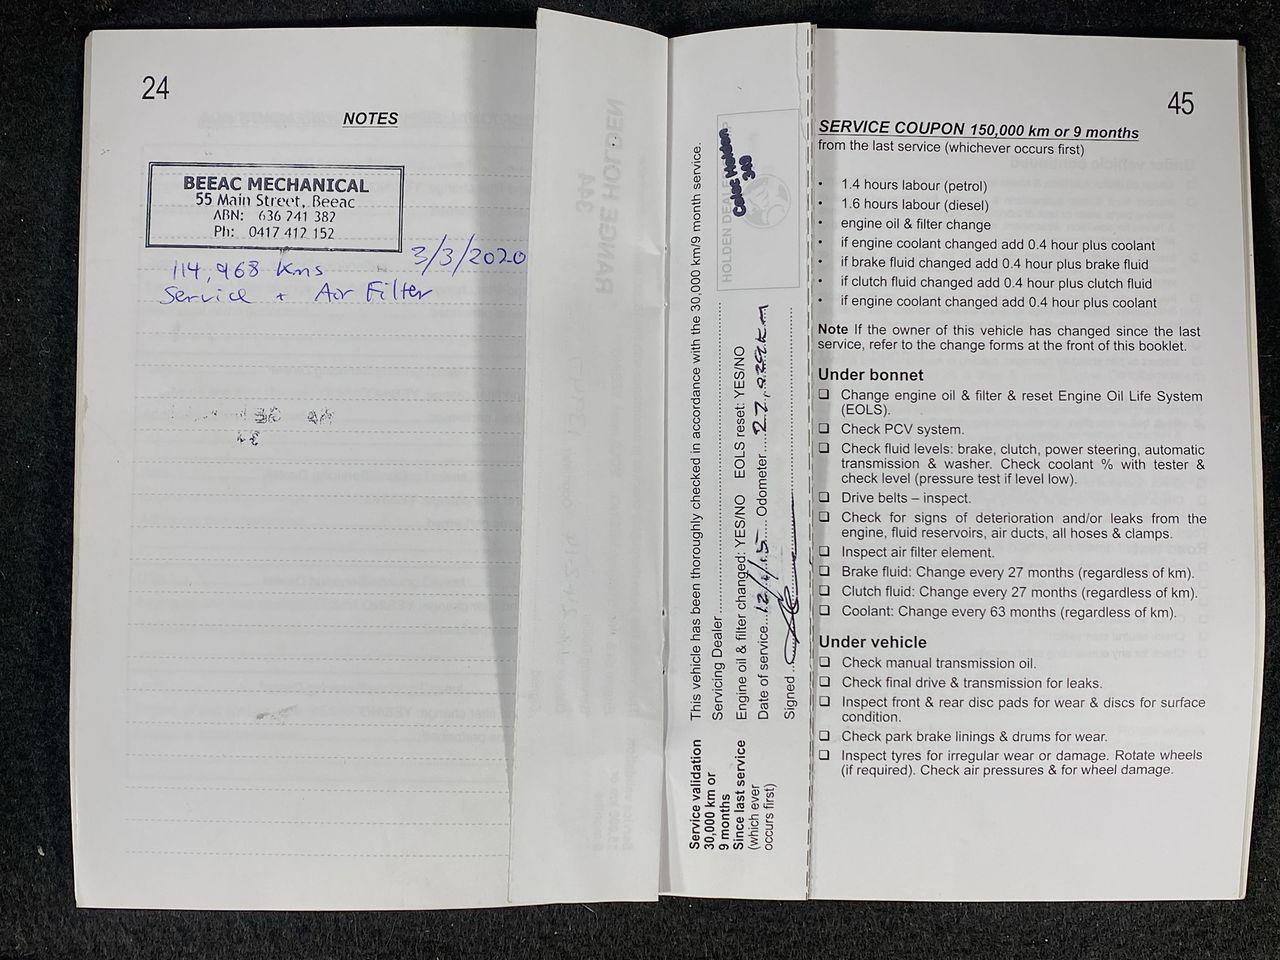 24
NOTES
BEEAC MECHANICAL
55 Main Street, Beeac
ABN: 636 741 382
Ph: 0417 412 152
3/3/2020
114,968 kms
Service + Air Filter
RANGE HOLDEN
344
Service validation
30,000 km or
9 months
Since last service
(which ever
occurs first)
This vehicle has been thoroughly checked in accordance with the 30,000 km/9 month service.
Servicing Dealer
Engine oil & filter changed: YES/NO EOLS reset: YES/NO
Date of service Odometer
Signed
HOLDEN DEALER
Colac Holden
349
45
SERVICE COUPON 150,000 km or 9 months
from the last service (whichever occurs first)
• 1.4 hours labour (petrol)
• 1.6 hours labour (diesel)
• engine oil & filter change
• if engine coolant changed add 0.4 hour plus coolant
• if brake fluid changed add 0.4 hour plus brake fluid
• if clutch fluid changed add 0.4 hour plus clutch fluid
• if engine coolant changed add 0.4 hour plus coolant
Note If the owner of this vehicle has changed since the last
service, refer to the change forms at the front of this booklet.
Under bonnet
❑ Change engine oil & filter & reset Engine Oil Life System
(EOLS).
❑ Check PCV system.
❑ Check fluid levels: brake, clutch, power steering, automatic
transmission & washer. Check coolant % with tester &
check level (pressure test if level low).
❑ Drive belts – inspect.
❑ Check for signs of deterioration and/or leaks from the
engine, fluid reservoirs, air ducts, all hoses & clamps.
❑ Inspect air filter element.
❑ Brake fluid: Change every 27 months (regardless of km).
❑ Clutch fluid: Change every 27 months (regardless of km).
❑ Coolant: Change every 63 months (regardless of km).
Under vehicle
❑ Check manual transmission oil.
❑ Check final drive & transmission for leaks.
❑ Inspect front & rear disc pads for wear & discs for surface
condition.
❑ Check park brake linings & drums for wear.
❑ Inspect tyres for irregular wear or damage. Rotate wheels
(if required). Check air pressures & for wheel damage.